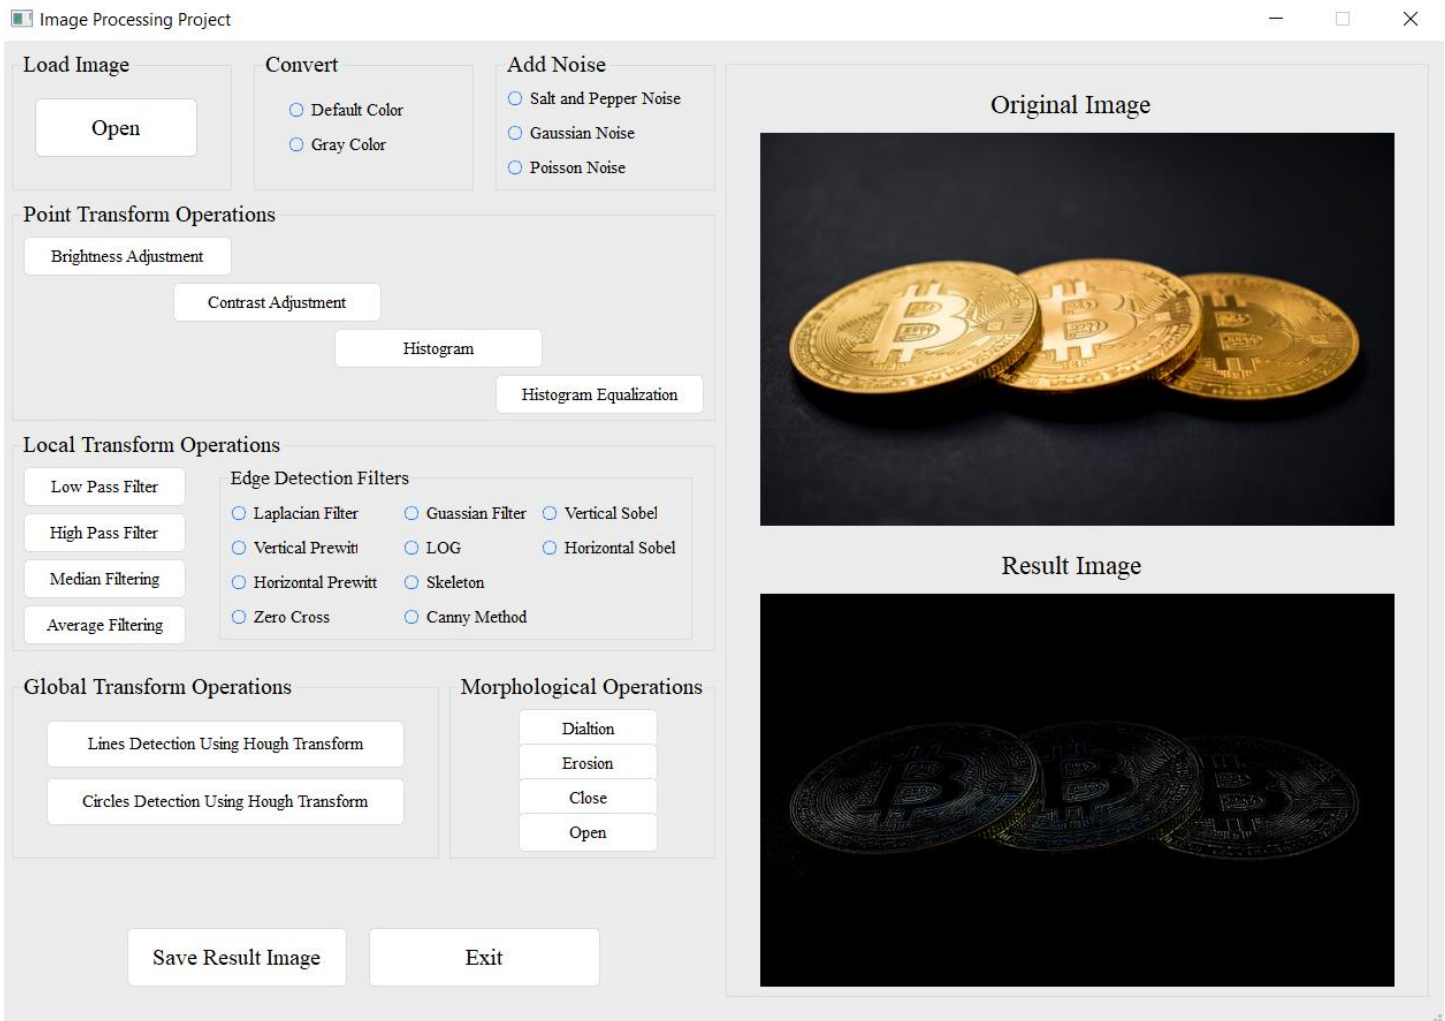 Image Processing Project
Load Image
Open
Convert
Default Color
Gray Color
Add Noise
Salt and Pepper Noise
Gaussian Noise
Poisson Noise
Point Transform Operations
Brightness Adjustment
Contrast Adjustment
Histogram
Histogram Equalization
Local Transform Operations
Low Pass Filter
High Pass Filter
Median Filtering
Average Filtering
Edge Detection Filters
Laplacian Filter
Guassian Filter
Vertical Sobel
Vertical Prewitt
LOG
Horizontal Sobel
Horizontal Prewitt
Skeleton
Zero Cross
Canny Method
Global Transform Operations
Lines Detection Using Hough Transform
Circles Detection Using Hough Transform
Morphological Operations
Dialtion
Erosion
Close
Open
Save Result Image
Exit
Original Image
Result Image